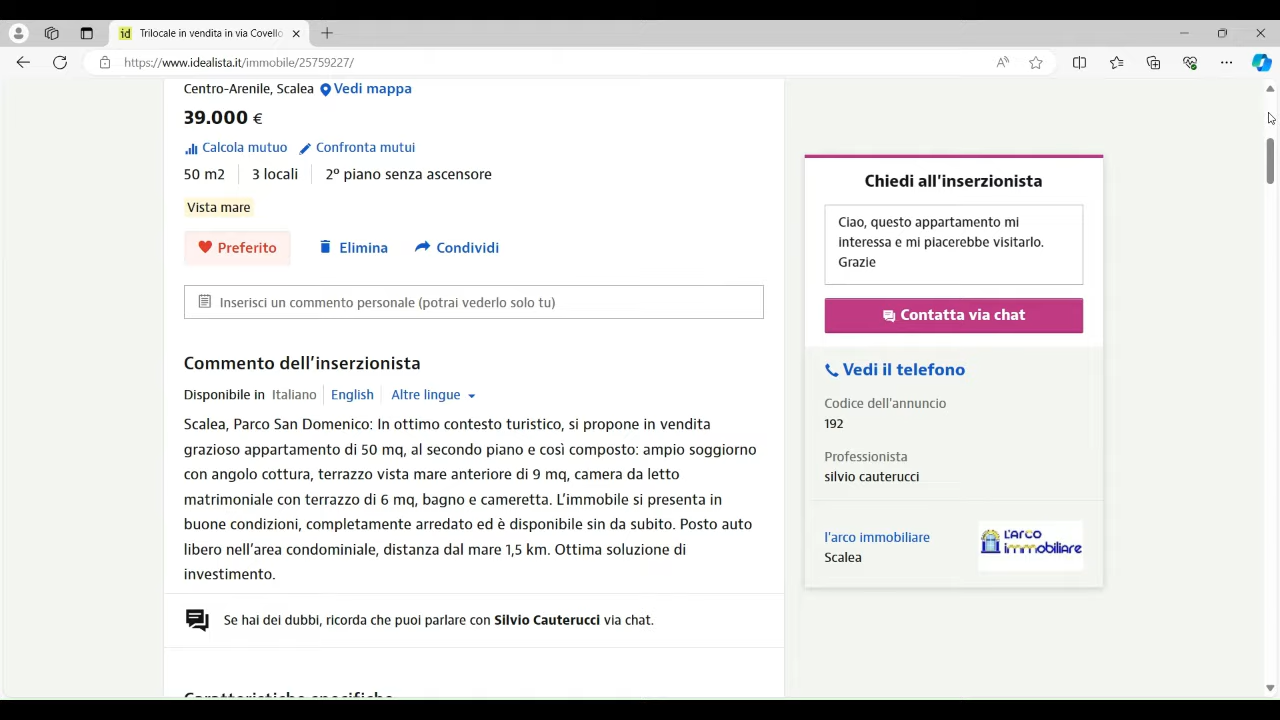 Trilocale in vendita in via Covello
https://www.idealista.it/immobile/25759227/
Centro-Arenile, Scalea Vedi mappa
39.000 €
Calcola mutuo Confronta mutui
50 m2 3 locali 2º piano senza ascensore
Vista mare
Preferito Elimina Condividi
Inserisci un commento personale (potrai vederlo solo tu)
Commento dell'inserzionista
Disponibile in Italiano English Altre lingue
Scalea, Parco San Domenico: In ottimo contesto turistico, si propone in vendita
grazioso appartamento di 50 mq, al secondo piano e così composto: ampio soggiorno
con angolo cottura, terrazzo vista mare anteriore di 9 mq, camera da letto
matrimoniale con terrazzo di 6 mq, bagno e cameretta. L'immobile si presenta in
buone condizioni, completamente arredato ed è disponibile sin da subito. Posto auto
libero nell'area condominiale, distanza dal mare 1,5 km. Ottima soluzione di
investimento.
Se hai dei dubbi, ricorda che puoi parlare con Silvio Cauterucci via chat.
Caratteristiche specifiche
Chiedi all'inserzionista
Ciao, questo appartamento mi
interessa e mi piacerebbe visitarlo.
Grazie
Contatta via chat
Vedi il telefono
Codice dell'annuncio
192
Professionista
silvio cauterucci
l'arco immobiliare
Scalea
L'ARCO
immobiliare